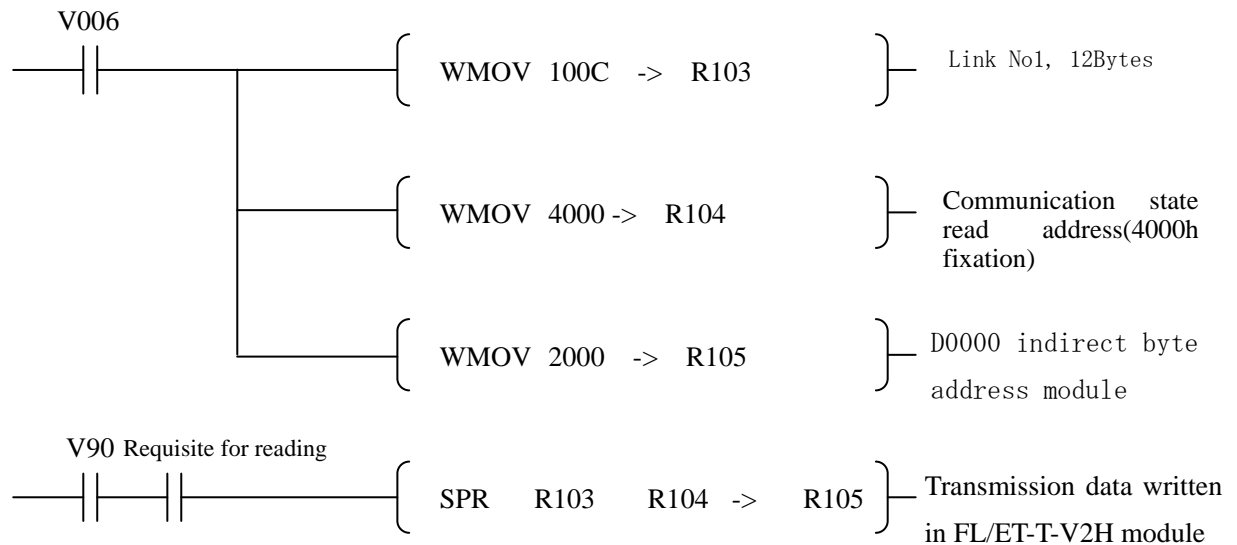 V006
WMOV 100C -> R103
Link No1, 12Bytes
WMOV 4000 -> R104
Communication state
read address(4000h
fixation)
WMOV 2000 -> R105
D0000 indirect byte
address module
V90 Requisite for reading
SPR R103 R104 -> R105
Transmission data written
in FL/ET-T-V2H module